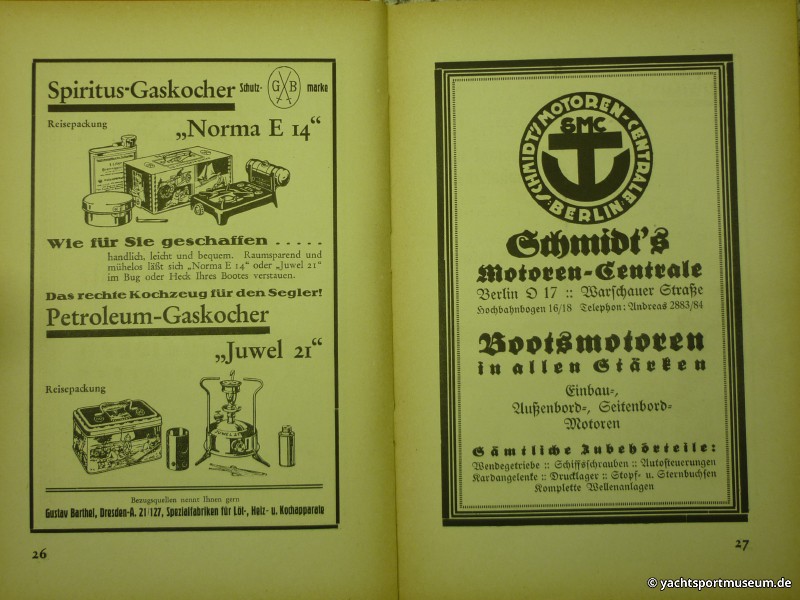 Spiritus-Gaskocher Schutz- G B marke
Reisepackung
„Norma E 14“
Wie für Sie geschaffen . . . . .
handlich, leicht und bequem. Raumsparend und
mühelos läßt sich „Norma E 14“ oder „Juwel 21“
im Bug oder Heck Ihres Bootes verstauen.
Das rechte Kochzeug für den Segler!
Petroleum-Gaskocher
„Juwel 21“
Reisepackung
JUWEL 21
Bezugsquellen nennt Ihnen gern
Gustav Barthel, Dresden-A. 21/127, Spezialfabriken für Löt-, Heiz- u. Kochapparate
26
SCHMIDT'S MOTOREN-CENTRALE
SMC
BERLIN
Schmidt's
Motoren-Centrale
Berlin O 17 :: Warschauer Straße
Hochbahnbogen 16/18 Telephon: Andreas 2883/84
Bootsmotoren
in allen Stärken
Einbau-,
Außenbord-, Seitenbord-
Motoren
Sämtliche Zubehörteile:
Wendegetriebe :: Schiffsschrauben :: Autosteuerungen
Kardangelenke :: Drucklager :: Stopf- u. Sternbuchsen
Komplette Wellenanlagen
27
© yachtsportmuseum.de